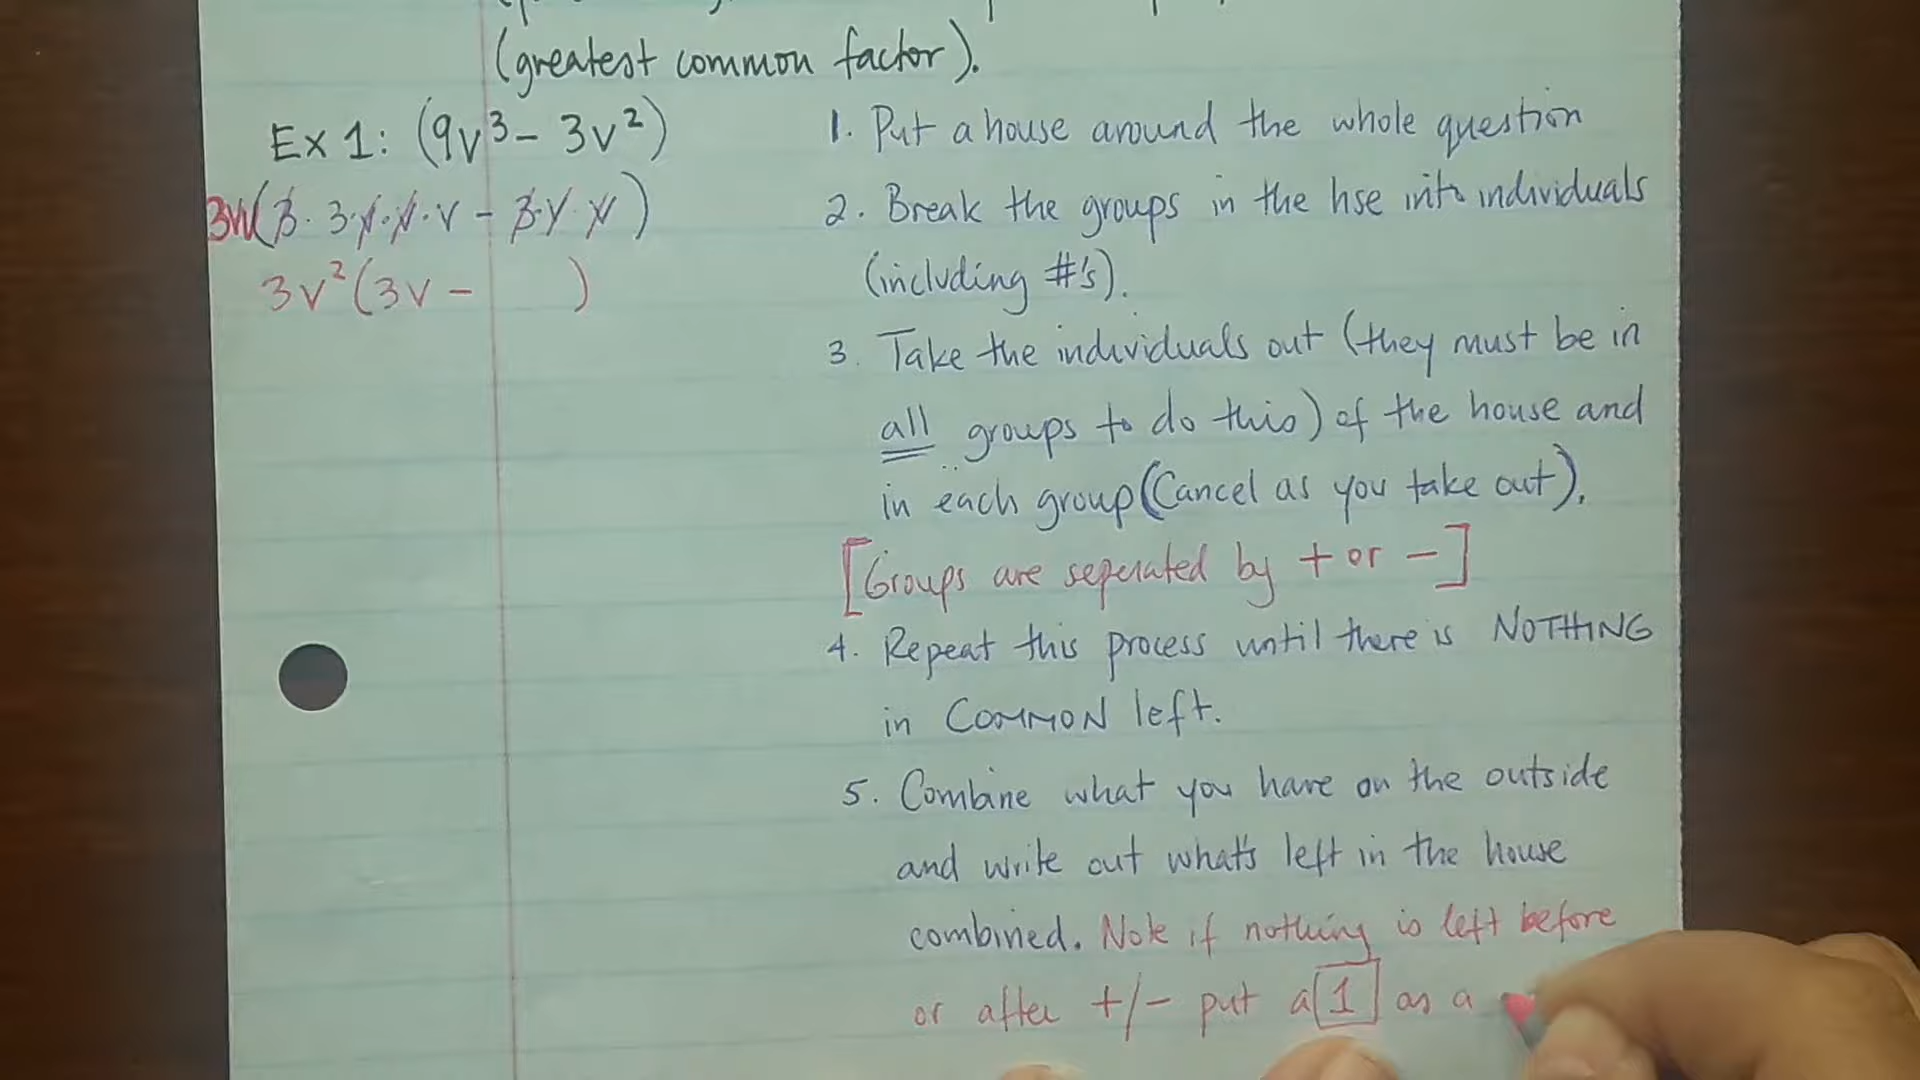 (greatest common factor).
Ex 1: (9v³ - 3v²)
1. Put a house around the whole question
3vv(3·3·v·v·v - 3·v·v)
2. Break the groups in the hse into individuals
3v²(3v -     )
(including #'s).
3. Take the individuals out (they must be in
all groups to do this) of the house and
in each group (Cancel as you take out).
[Groups are seperated by + or -]
4. Repeat this process until there is NOTHING
in COMMON left.
5. Combine what you have on the outside
and write out what's left in the house
combined. Note if nothing is left before
or after +/- put a 1 as a